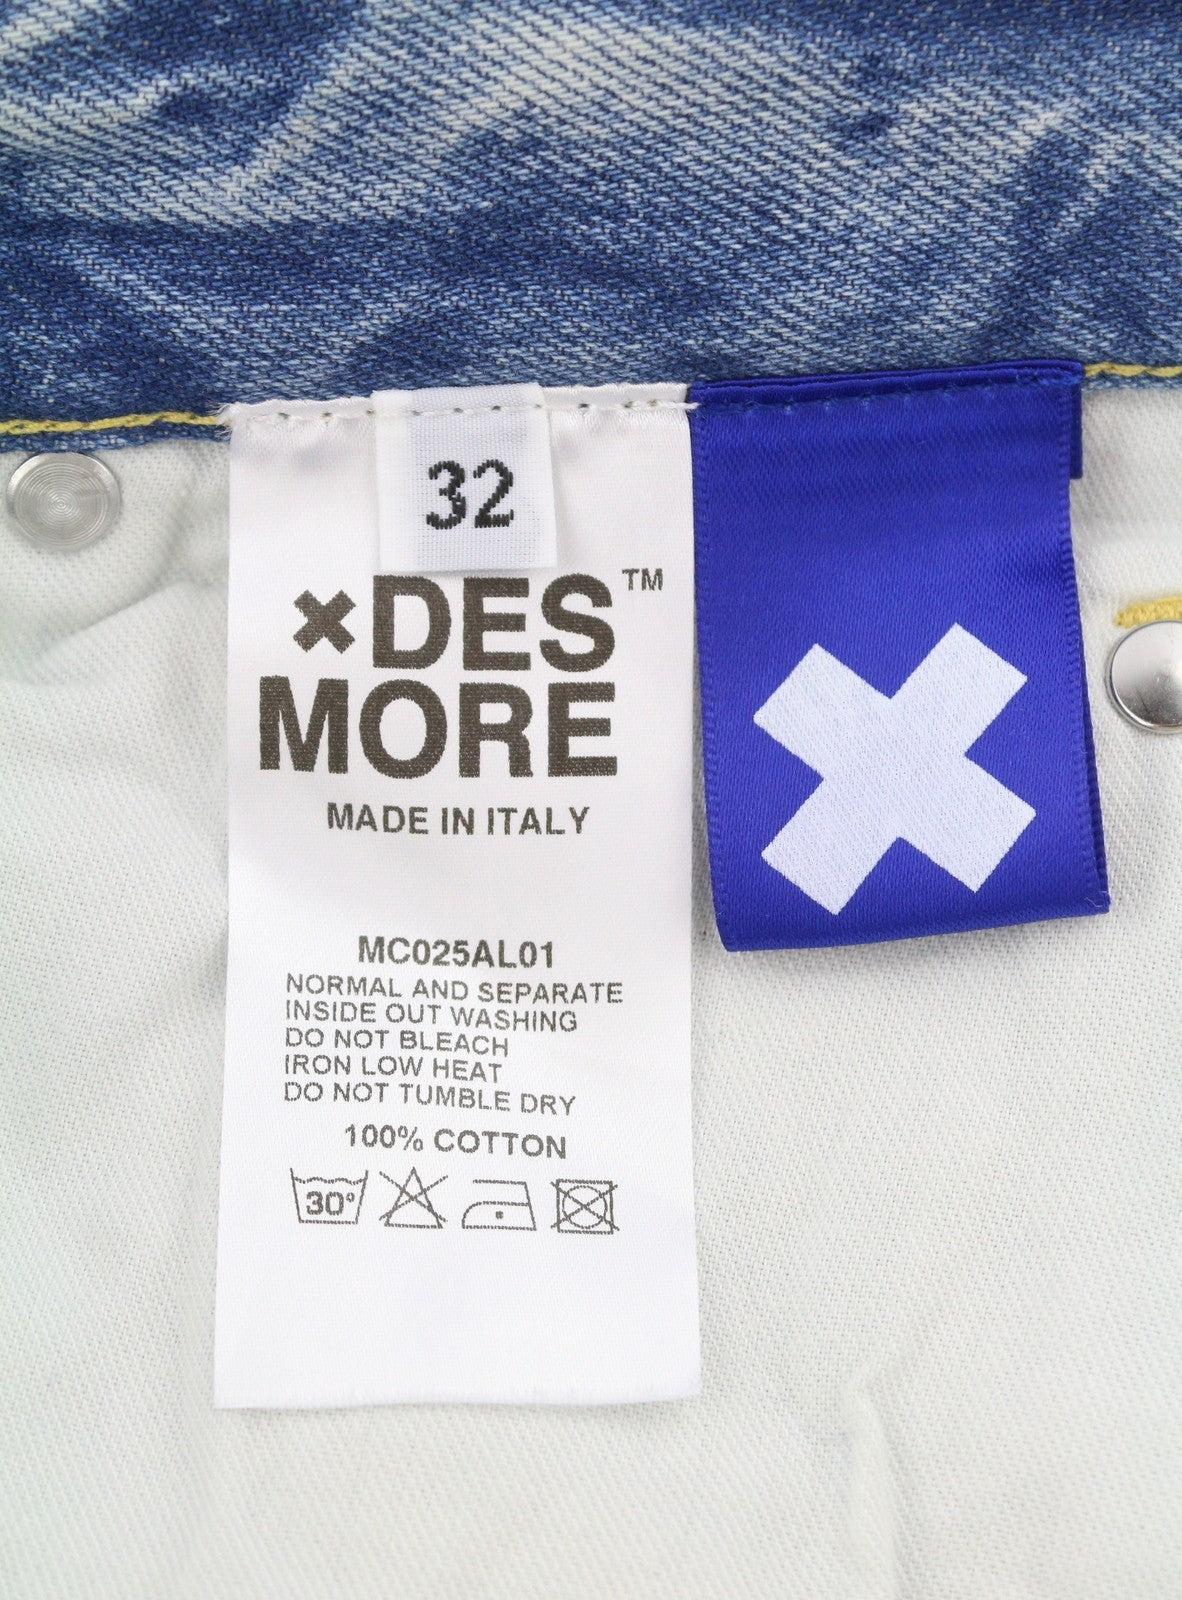 32
×DES™
MORE
MADE IN ITALY
MC025AL01
NORMAL AND SEPARATE
INSIDE OUT WASHING
DO NOT BLEACH
IRON LOW HEAT
DO NOT TUMBLE DRY
100% COTTON
30°